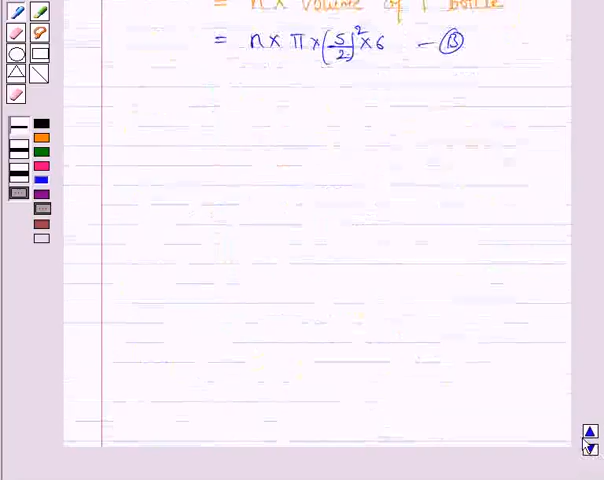 = n × Volume of 1 bottle
= n × π × (5/2)² × 6 — Ⓑ